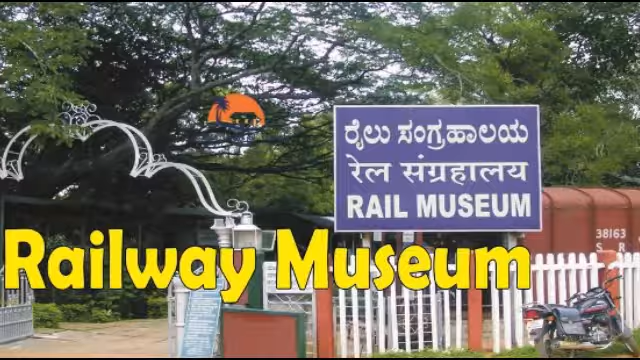 ರೈಲು ಸಂಗ್ರಹಾಲಯ
रेल संग्रहालय
RAIL MUSEUM
38163
S R
Railway Museum